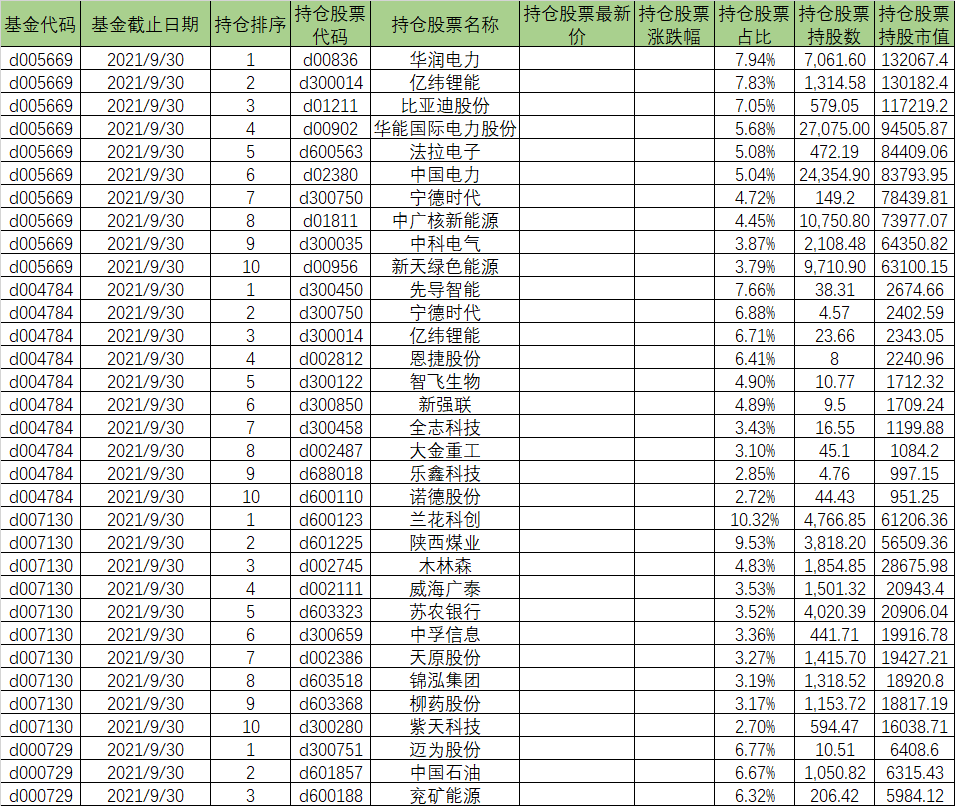 基金代码 基金截止日期 持仓排序 持仓股票代码 持仓股票名称 持仓股票最新价 持仓股票涨跌幅 持仓股票占比 持仓股票持股数 持仓股票持股市值
d005669 2021/9/30 1 d00836 华润电力 7.94% 7,061.60 132067.4
d005669 2021/9/30 2 d300014 亿纬锂能 7.83% 1,314.58 130182.4
d005669 2021/9/30 3 d01211 比亚迪股份 7.05% 579.05 117219.2
d005669 2021/9/30 4 d00902 华能国际电力股份 5.68% 27,075.00 94505.87
d005669 2021/9/30 5 d600563 法拉电子 5.08% 472.19 84409.06
d005669 2021/9/30 6 d02380 中国电力 5.04% 24,354.90 83793.95
d005669 2021/9/30 7 d300750 宁德时代 4.72% 149.2 78439.81
d005669 2021/9/30 8 d01811 中广核新能源 4.45% 10,750.80 73977.07
d005669 2021/9/30 9 d300035 中科电气 3.87% 2,108.48 64350.82
d005669 2021/9/30 10 d00956 新天绿色能源 3.79% 9,710.90 63100.15
d004784 2021/9/30 1 d300450 先导智能 7.66% 38.31 2674.66
d004784 2021/9/30 2 d300750 宁德时代 6.88% 4.57 2402.59
d004784 2021/9/30 3 d300014 亿纬锂能 6.71% 23.66 2343.05
d004784 2021/9/30 4 d002812 恩捷股份 6.41% 8 2240.96
d004784 2021/9/30 5 d300122 智飞生物 4.90% 10.77 1712.32
d004784 2021/9/30 6 d300850 新强联 4.89% 9.5 1709.24
d004784 2021/9/30 7 d300458 全志科技 3.43% 16.55 1199.88
d004784 2021/9/30 8 d002487 大金重工 3.10% 45.1 1084.2
d004784 2021/9/30 9 d688018 乐鑫科技 2.85% 4.76 997.15
d004784 2021/9/30 10 d600110 诺德股份 2.72% 44.43 951.25
d007130 2021/9/30 1 d600123 兰花科创 10.32% 4,766.85 61206.36
d007130 2021/9/30 2 d601225 陕西煤业 9.53% 3,818.20 56509.36
d007130 2021/9/30 3 d002745 木林森 4.83% 1,854.85 28675.98
d007130 2021/9/30 4 d002111 威海广泰 3.53% 1,501.32 20943.4
d007130 2021/9/30 5 d603323 苏农银行 3.52% 4,020.39 20906.04
d007130 2021/9/30 6 d300659 中孚信息 3.36% 441.71 19916.78
d007130 2021/9/30 7 d002386 天原股份 3.27% 1,415.70 19427.21
d007130 2021/9/30 8 d603518 锦泓集团 3.19% 1,318.52 18920.8
d007130 2021/9/30 9 d603368 柳药股份 3.17% 1,153.72 18817.19
d007130 2021/9/30 10 d300280 紫天科技 2.70% 594.47 16038.71
d000729 2021/9/30 1 d300751 迈为股份 6.77% 10.51 6408.6
d000729 2021/9/30 2 d601857 中国石油 6.67% 1,050.82 6315.43
d000729 2021/9/30 3 d600188 兖矿能源 6.32% 206.42 5984.12